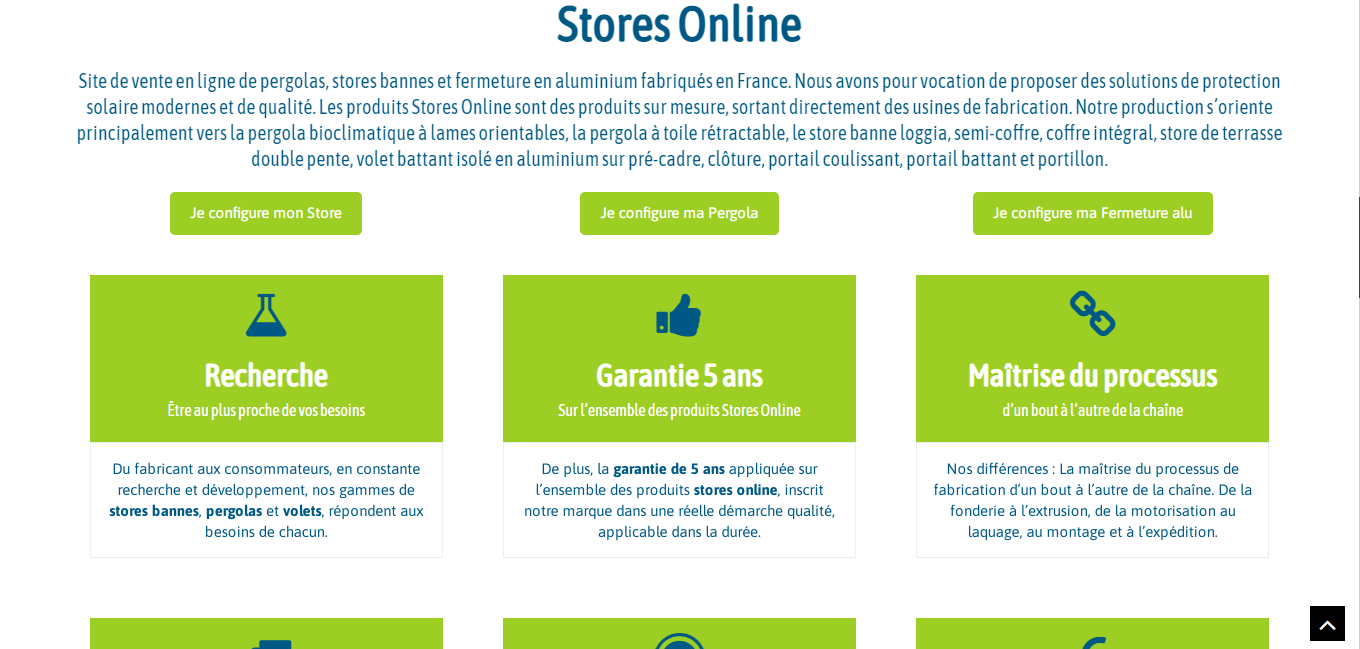 Stores Online
Site de vente en ligne de pergolas, stores bannes et fermeture en aluminium fabriqués en France. Nous avons pour vocation de proposer des solutions de protection
solaire modernes et de qualité. Les produits Stores Online sont des produits sur mesure, sortant directement des usines de fabrication. Notre production s’oriente
principalement vers la pergola bioclimatique à lames orientables, la pergola à toile rétractable, le store banne loggia, semi-coffre, coffre intégral, store de terrasse
double pente, volet battant isolé en aluminium sur pré-cadre, clôture, portail coulissant, portail battant et portillon.
Je configure mon Store
Je configure ma Pergola
Je configure ma Fermeture alu
Recherche
Être au plus proche de vos besoins
Du fabricant aux consommateurs, en constante
recherche et développement, nos gammes de
stores bannes, pergolas et volets, répondent aux
besoins de chacun.
Garantie 5 ans
Sur l’ensemble des produits Stores Online
De plus, la garantie de 5 ans appliquée sur
l’ensemble des produits stores online, inscrit
notre marque dans une réelle démarche qualité,
applicable dans la durée.
Maîtrise du processus
d’un bout à l’autre de la chaîne
Nos différences : La maîtrise du processus de
fabrication d’un bout à l’autre de la chaîne. De la
fonderie à l’extrusion, de la motorisation au
laquage, au montage et à l’expédition.